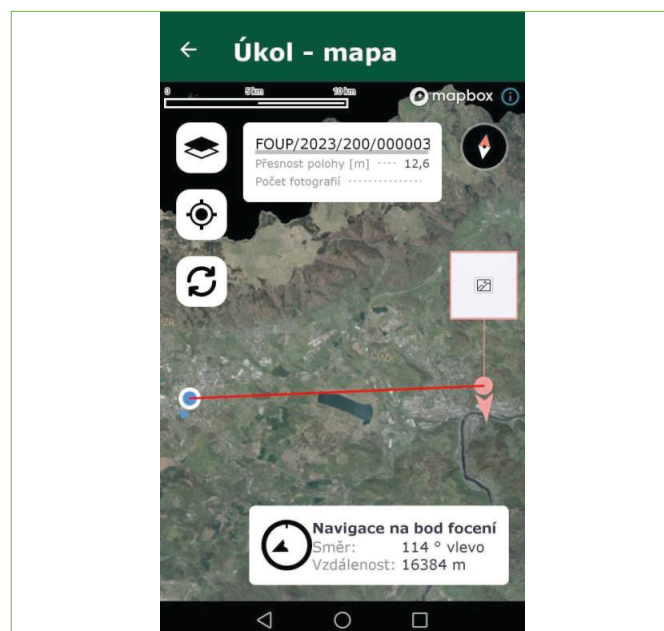 Úkol - mapa
0 5 km 10 km
mapbox
FOUP/2023/200/000003
Přesnost polohy [m] ···· 12,6
Počet fotografií ···············
ČÚZK
Navigace na bod focení
Směr: 114 ° vlevo
Vzdálenost: 16384 m